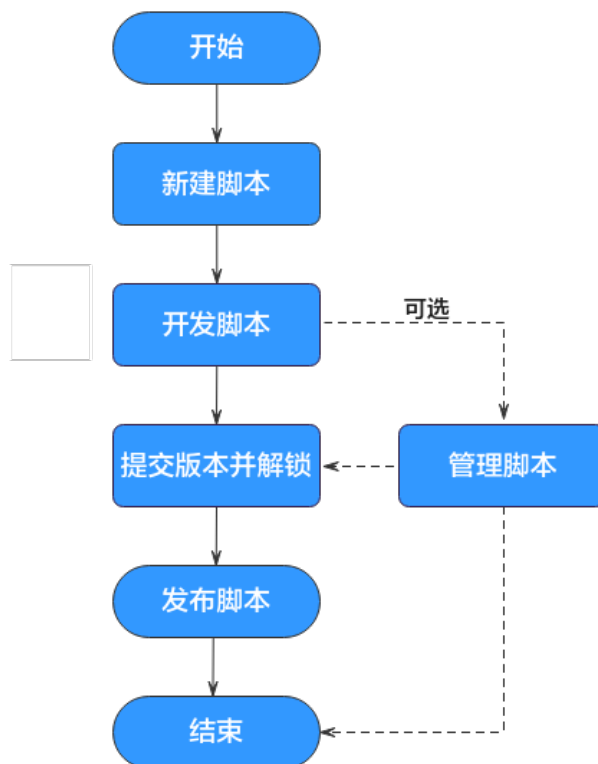 开始
新建脚本
开发脚本
可选
提交版本并解锁
管理脚本
发布脚本
结束